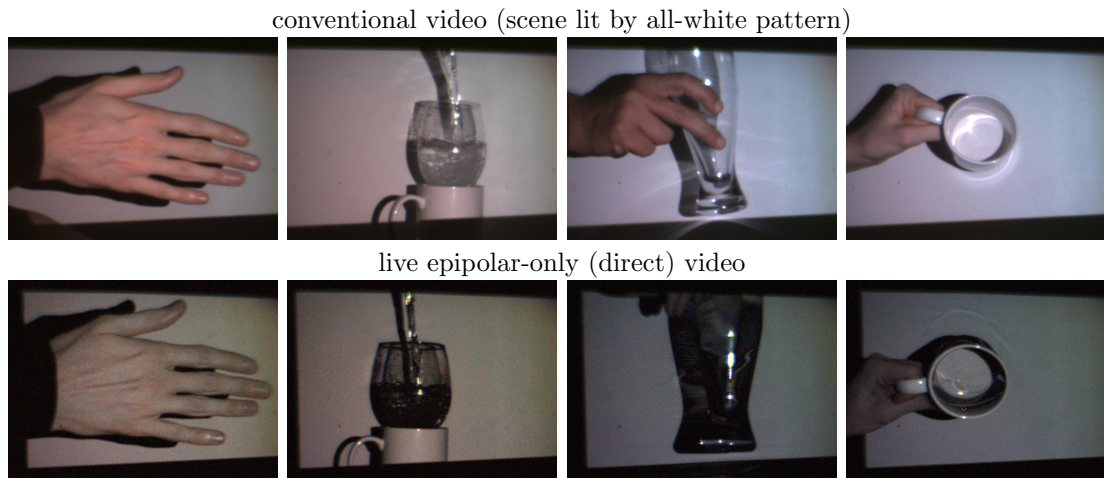 conventional video (scene lit by all-white pattern)
live epipolar-only (direct) video